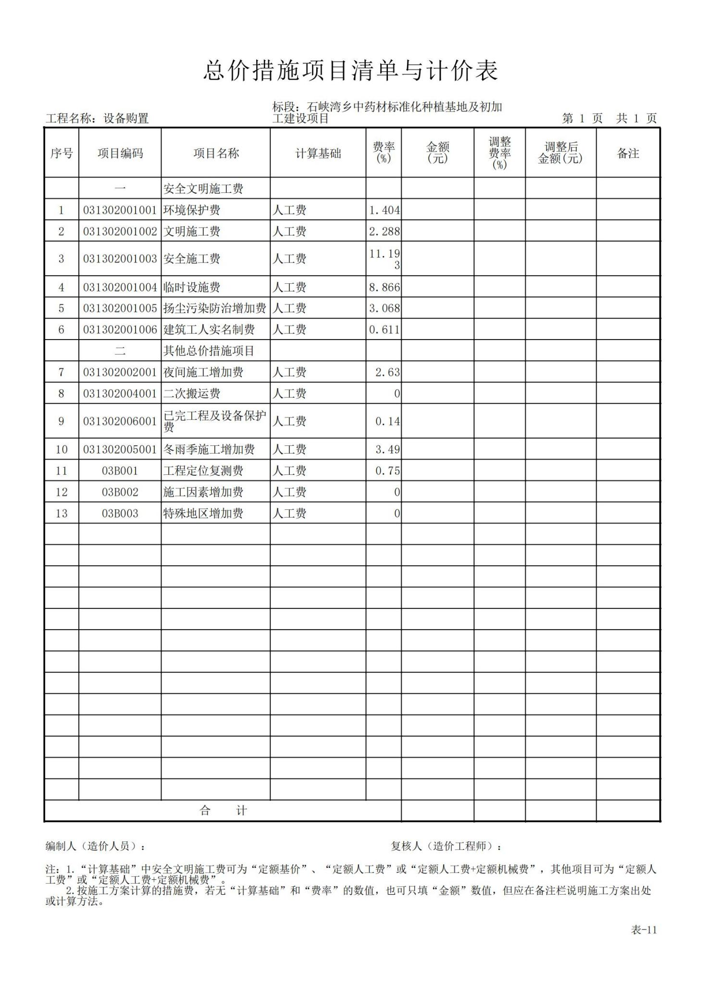 总价措施项目清单与计价表
标段：石峡湾乡中药材标准化种植基地及初加
工程名称：设备购置 工建设项目 第 1 页 共 1 页
序号 项目编码 项目名称 计算基础 费率(%) 金额(元) 调整费率(%) 调整后金额(元) 备注
一 安全文明施工费
1 031302001001 环境保护费 人工费 1.404
2 031302001002 文明施工费 人工费 2.288
3 031302001003 安全施工费 人工费 11.193
4 031302001004 临时设施费 人工费 8.866
5 031302001005 扬尘污染防治增加费 人工费 3.068
6 031302001006 建筑工人实名制费 人工费 0.611
二 其他总价措施项目
7 031302002001 夜间施工增加费 人工费 2.63
8 031302004001 二次搬运费 人工费 0
9 031302006001 已完工程及设备保护费 人工费 0.14
10 031302005001 冬雨季施工增加费 人工费 3.49
11 03B001 工程定位复测费 人工费 0.75
12 03B002 施工因素增加费 人工费 0
13 03B003 特殊地区增加费 人工费 0
合 计
编制人（造价人员）： 复核人（造价工程师）：
注：1.“计算基础”中安全文明施工费可为“定额基价”、“定额人工费”或“定额人工费+定额机械费”，其他项目可为“定额人
工费”或“定额人工费+定额机械费”。
2.按施工方案计算的措施费，若无“计算基础”和“费率”的数值，也可只填“金额”数值，但应在备注栏说明施工方案出处
或计算方法。
表-11